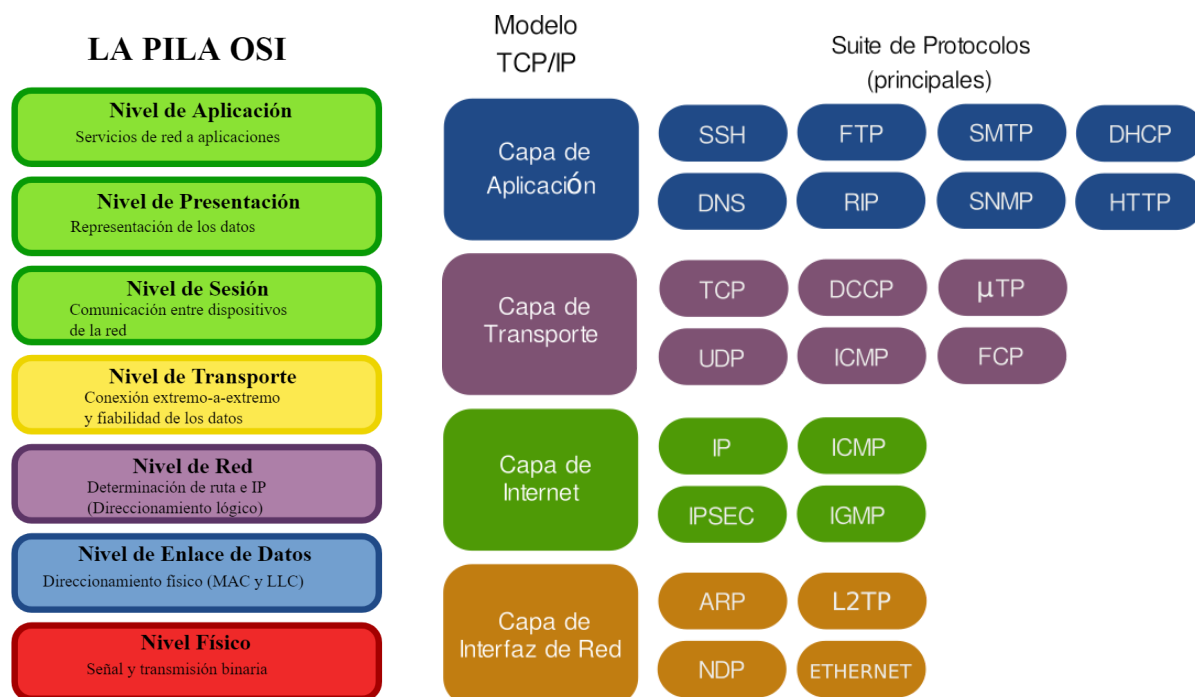 LA PILA OSI
Nivel de Aplicación
Servicios de red a aplicaciones
Nivel de Presentación
Representación de los datos
Nivel de Sesión
Comunicación entre dispositivos
de la red
Nivel de Transporte
Conexión extremo-a-extremo
y fiabilidad de los datos
Nivel de Red
Determinación de ruta e IP
(Direccionamiento lógico)
Nivel de Enlace de Datos
Direccionamiento físico (MAC y LLC)
Nivel Físico
Señal y transmisión binaria
Modelo
TCP/IP
Suite de Protocolos
(principales)
Capa de
Aplicación
SSH FTP SMTP DHCP
DNS RIP SNMP HTTP
Capa de
Transporte
TCP DCCP µTP
UDP ICMP FCP
Capa de
Internet
IP ICMP
IPSEC IGMP
Capa de
Interfaz de Red
ARP L2TP
NDP ETHERNET